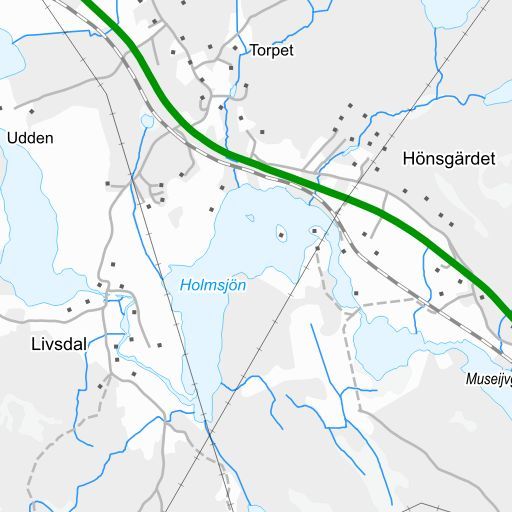 Torpet
Udden
Hönsgärdet
Holmsjön
Livsdal
Museijvg